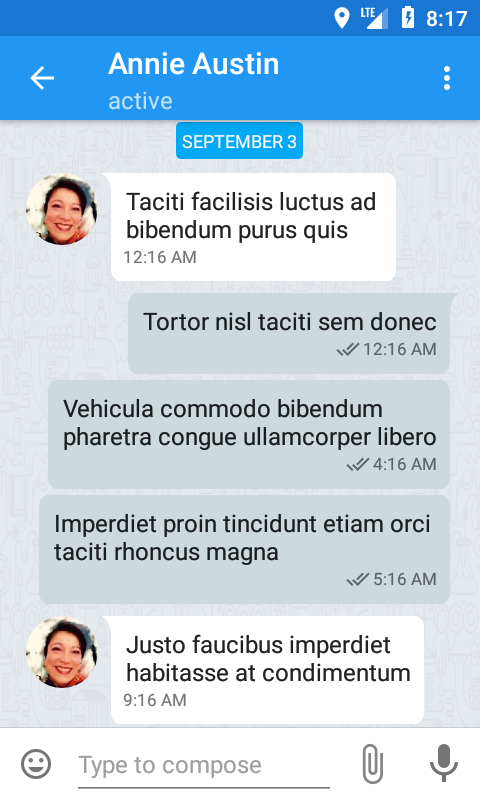 LTE 8:17
Annie Austin
active
SEPTEMBER 3
Taciti facilisis luctus ad
bibendum purus quis
12:16 AM
Tortor nisl taciti sem donec
12:16 AM
Vehicula commodo bibendum
pharetra congue ullamcorper libero
4:16 AM
Imperdiet proin tincidunt etiam orci
taciti rhoncus magna
5:16 AM
Justo faucibus imperdiet
habitasse at condimentum
9:16 AM
Type to compose